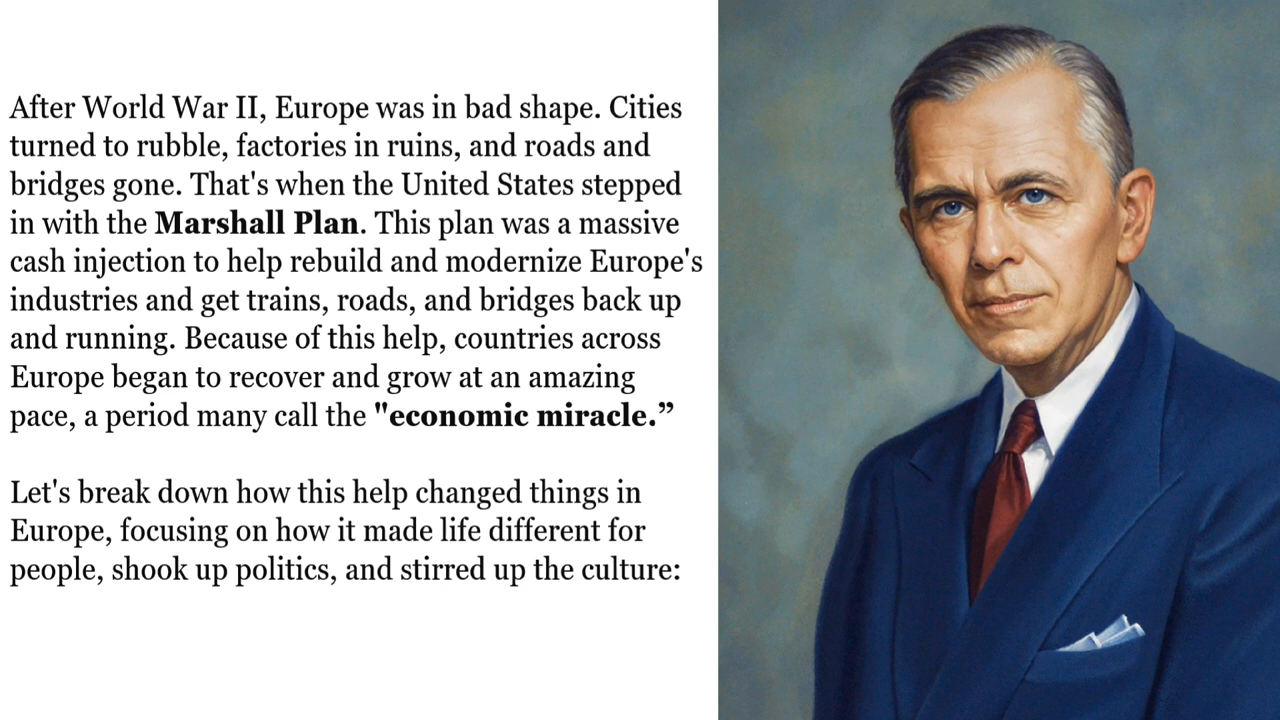 After World War II, Europe was in bad shape. Cities
turned to rubble, factories in ruins, and roads and
bridges gone. That's when the United States stepped
in with the Marshall Plan. This plan was a massive
cash injection to help rebuild and modernize Europe's
industries and get trains, roads, and bridges back up
and running. Because of this help, countries across
Europe began to recover and grow at an amazing
pace, a period many call the "economic miracle.”
Let's break down how this help changed things in
Europe, focusing on how it made life different for
people, shook up politics, and stirred up the culture: